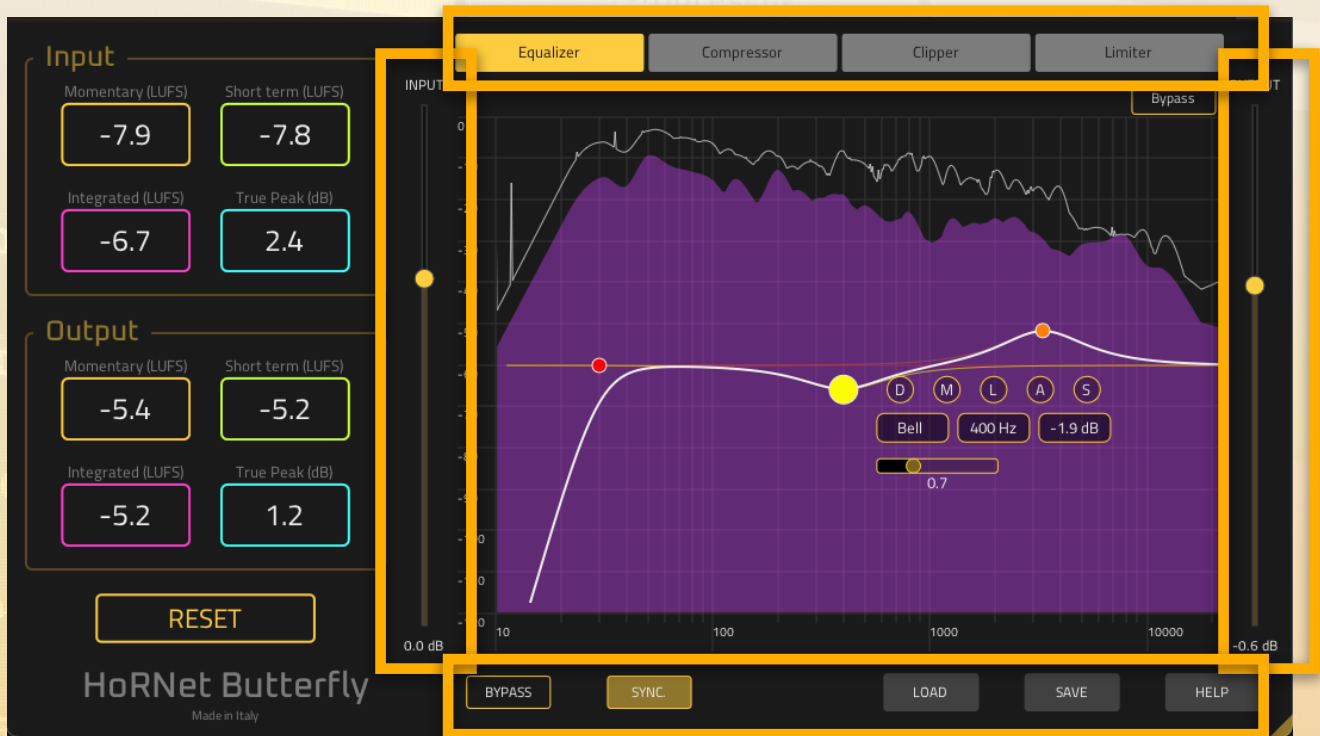 Equalizer Compressor Clipper Limiter
Input
Momentary (LUFS) Short term (LUFS)
-7.9 -7.8
Integrated (LUFS) True Peak (dB)
-6.7 2.4
Output
Momentary (LUFS) Short term (LUFS)
-5.4 -5.2
Integrated (LUFS) True Peak (dB)
-5.2 1.2
RESET
HoRNet Butterfly
Made in Italy
INPUT
0.0 dB
Bypass
0
D M L A S
Bell 400 Hz -1.9 dB
0.7
10 100 1000 10000
-0.6 dB
BYPASS SYNC. LOAD SAVE HELP